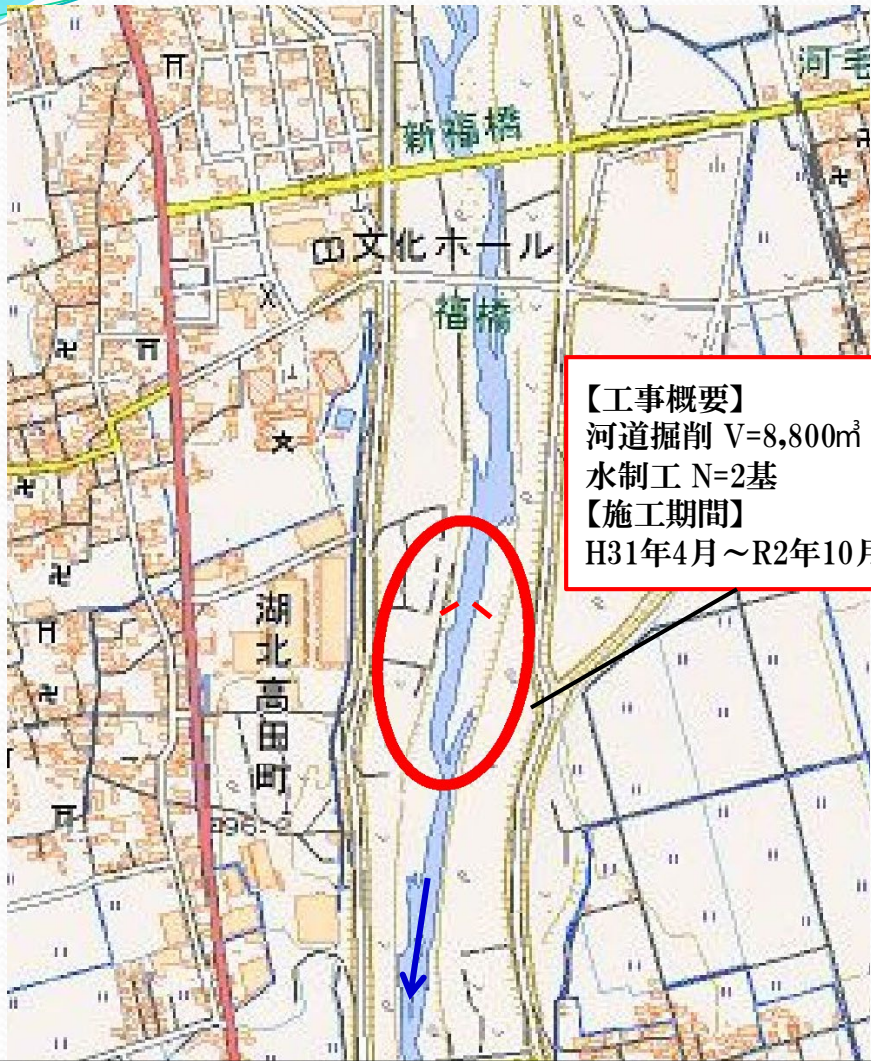 河毛
新福橋
文化ホール
福橋
【工事概要】
河道掘削 V=8,800㎥
水制工 N=2基
【施工期間】
H31年4月～R2年10月
湖北高田町